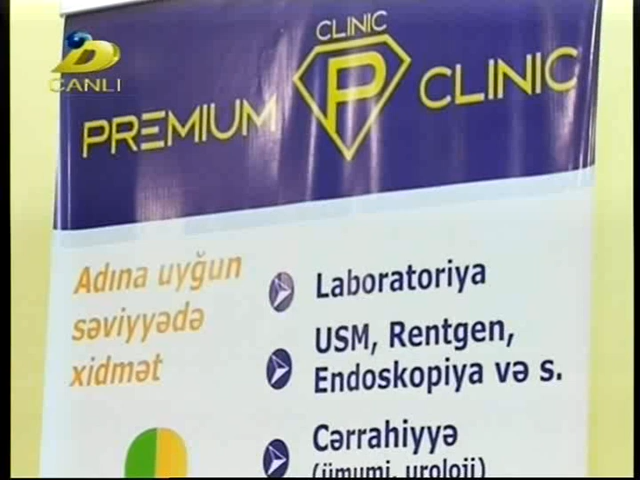 CANLI
CLINIC
PREMIUM P CLINIC
Adına uyğun
səviyyədə
xidmət
Laboratoriya
USM, Rentgen,
Endoskopiya və s.
Cərrahiyyə
(ümumi, uroloji)